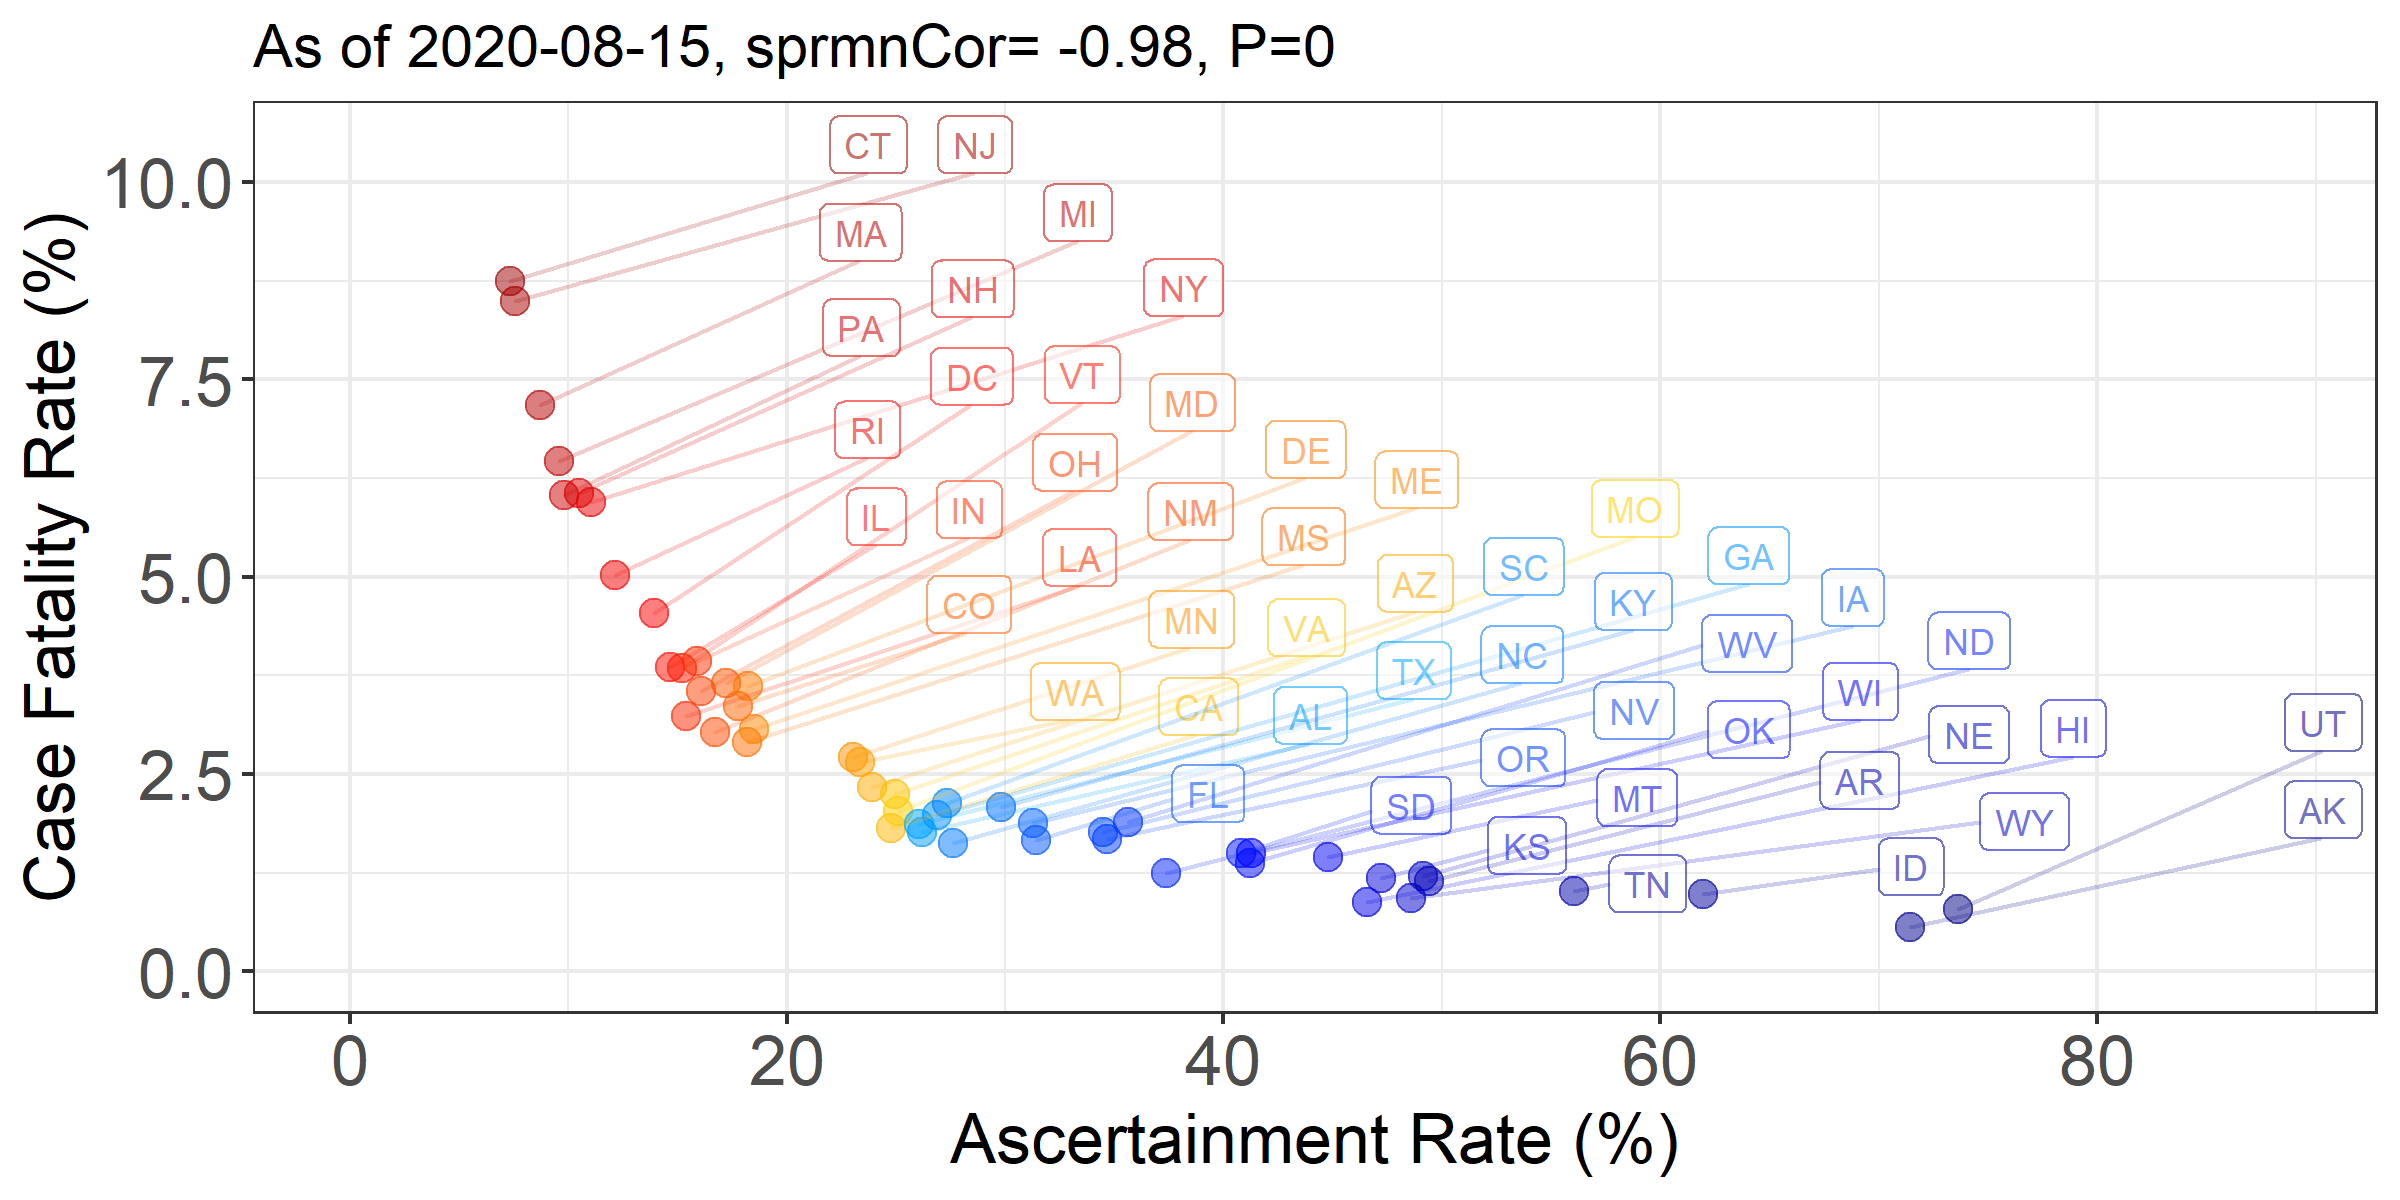 As of 2020-08-15, sprmnCor= -0.98, P=0
Case Fatality Rate (%)
10.0
7.5
5.0
2.5
0.0
CT NJ
MI
MA
NH NY
PA
DC VT
MD
RI
OH DE
ME
IL IN NM MO
MS
LA SC GA
AZ
CO KY IA
MN VA
NC WV ND
TX
WA WI
CA AL NV
OK NE HI UT
OR
FL SD MT AR
WY AK
KS
TN ID
0 20 40 60 80
Ascertainment Rate (%)